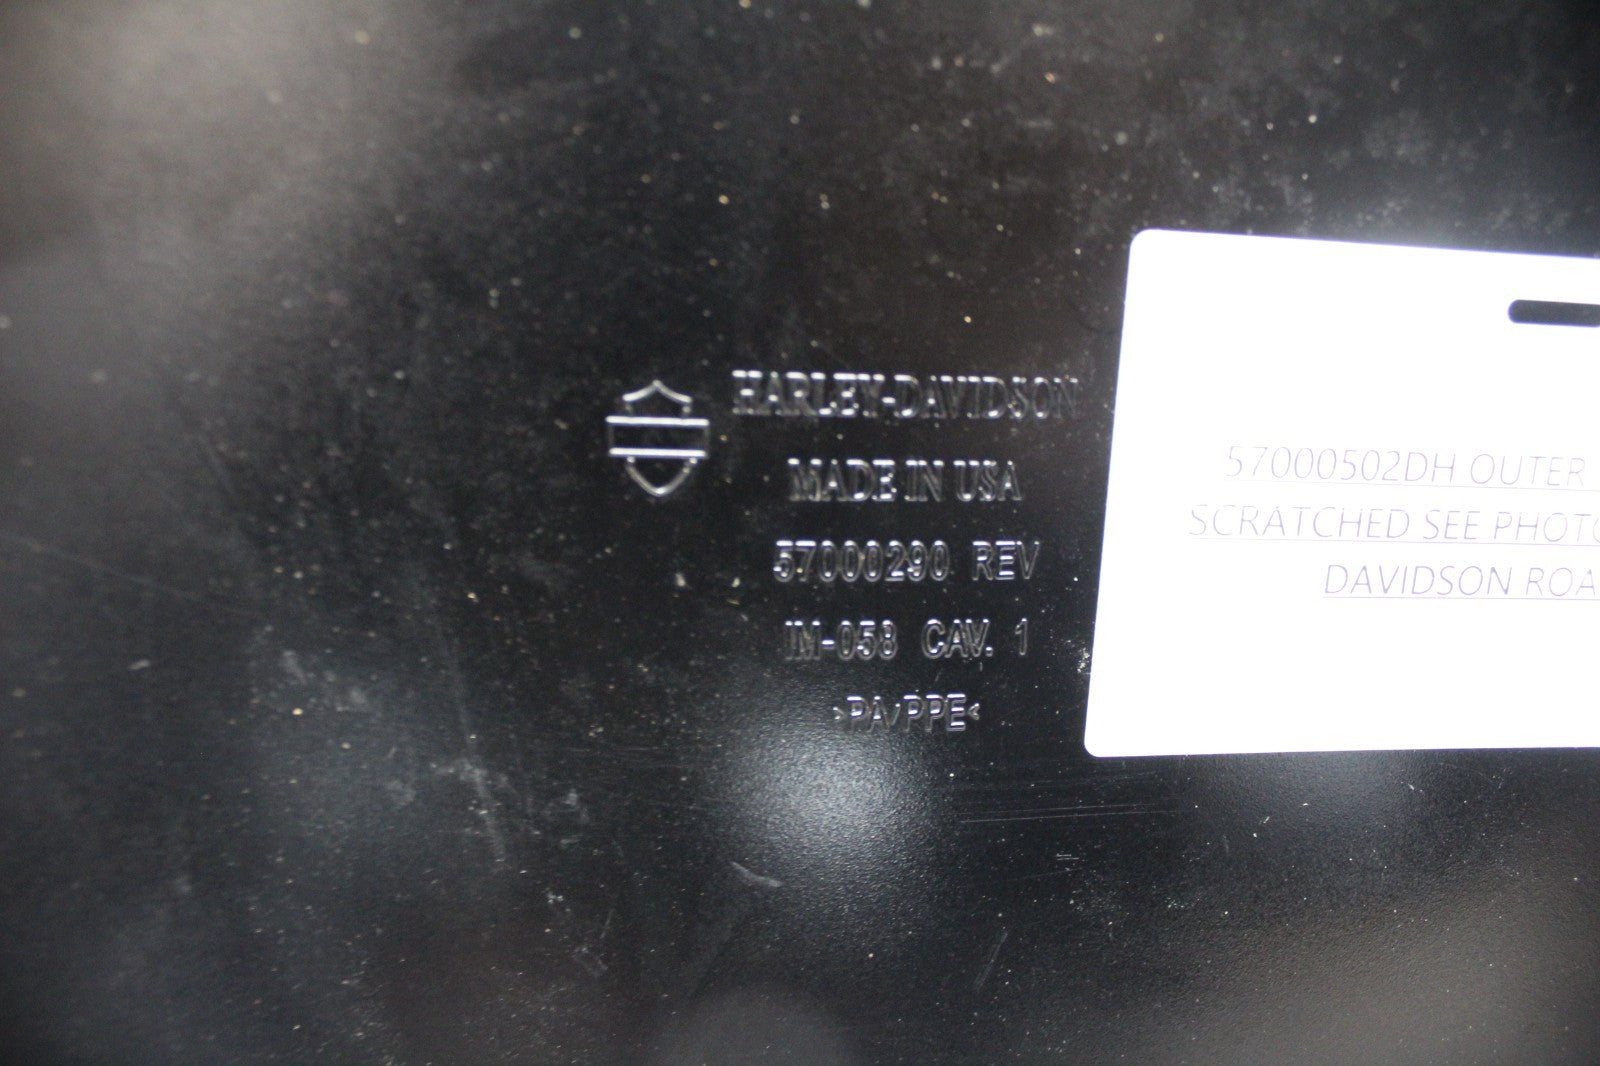 HARLEY-DAVIDSON
MADE IN USA
57000290 REV
IM-058 CAV. 1
>PA/PPE<
57000502DH OUTER
SCRATCHED SEE PHOTO
DAVIDSON ROA